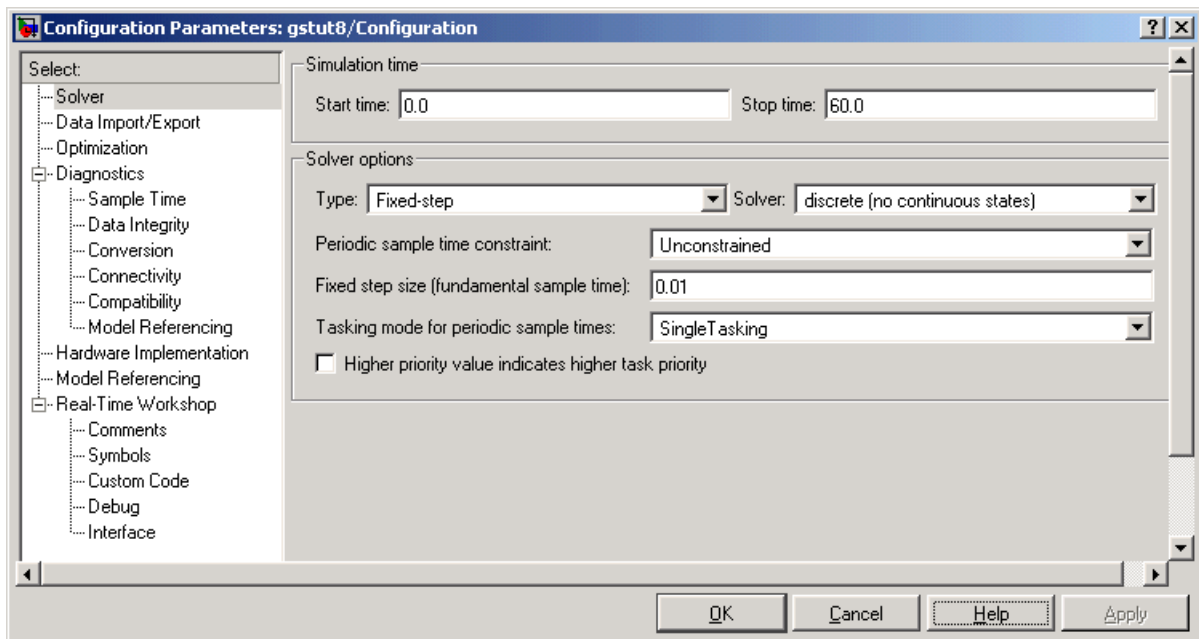 Configuration Parameters: gstut8/Configuration
Select:
Solver
Data Import/Export
Optimization
Diagnostics
Sample Time
Data Integrity
Conversion
Connectivity
Compatibility
Model Referencing
Hardware Implementation
Model Referencing
Real-Time Workshop
Comments
Symbols
Custom Code
Debug
Interface
Simulation time
Start time: 0.0 Stop time: 60.0
Solver options
Type: Fixed-step Solver: discrete (no continuous states)
Periodic sample time constraint: Unconstrained
Fixed step size (fundamental sample time): 0.01
Tasking mode for periodic sample times: SingleTasking
Higher priority value indicates higher task priority
OK Cancel Help Apply